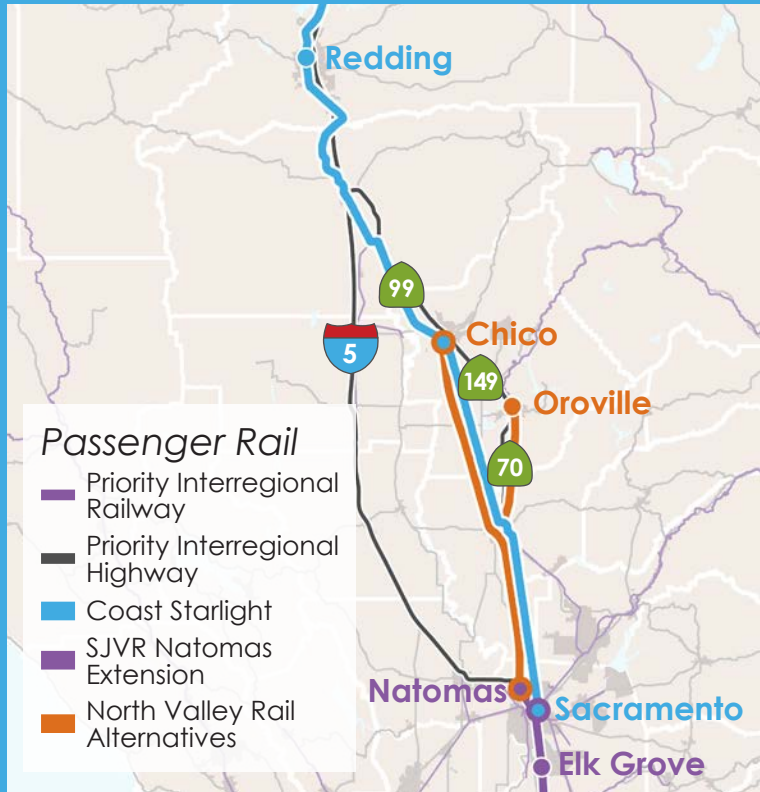 Redding
99
Chico
5
149
Oroville
70
Passenger Rail
Priority Interregional
Railway
Priority Interregional
Highway
Coast Starlight
SJVR Natomas
Extension
North Valley Rail
Alternatives
Natomas
Sacramento
Elk Grove